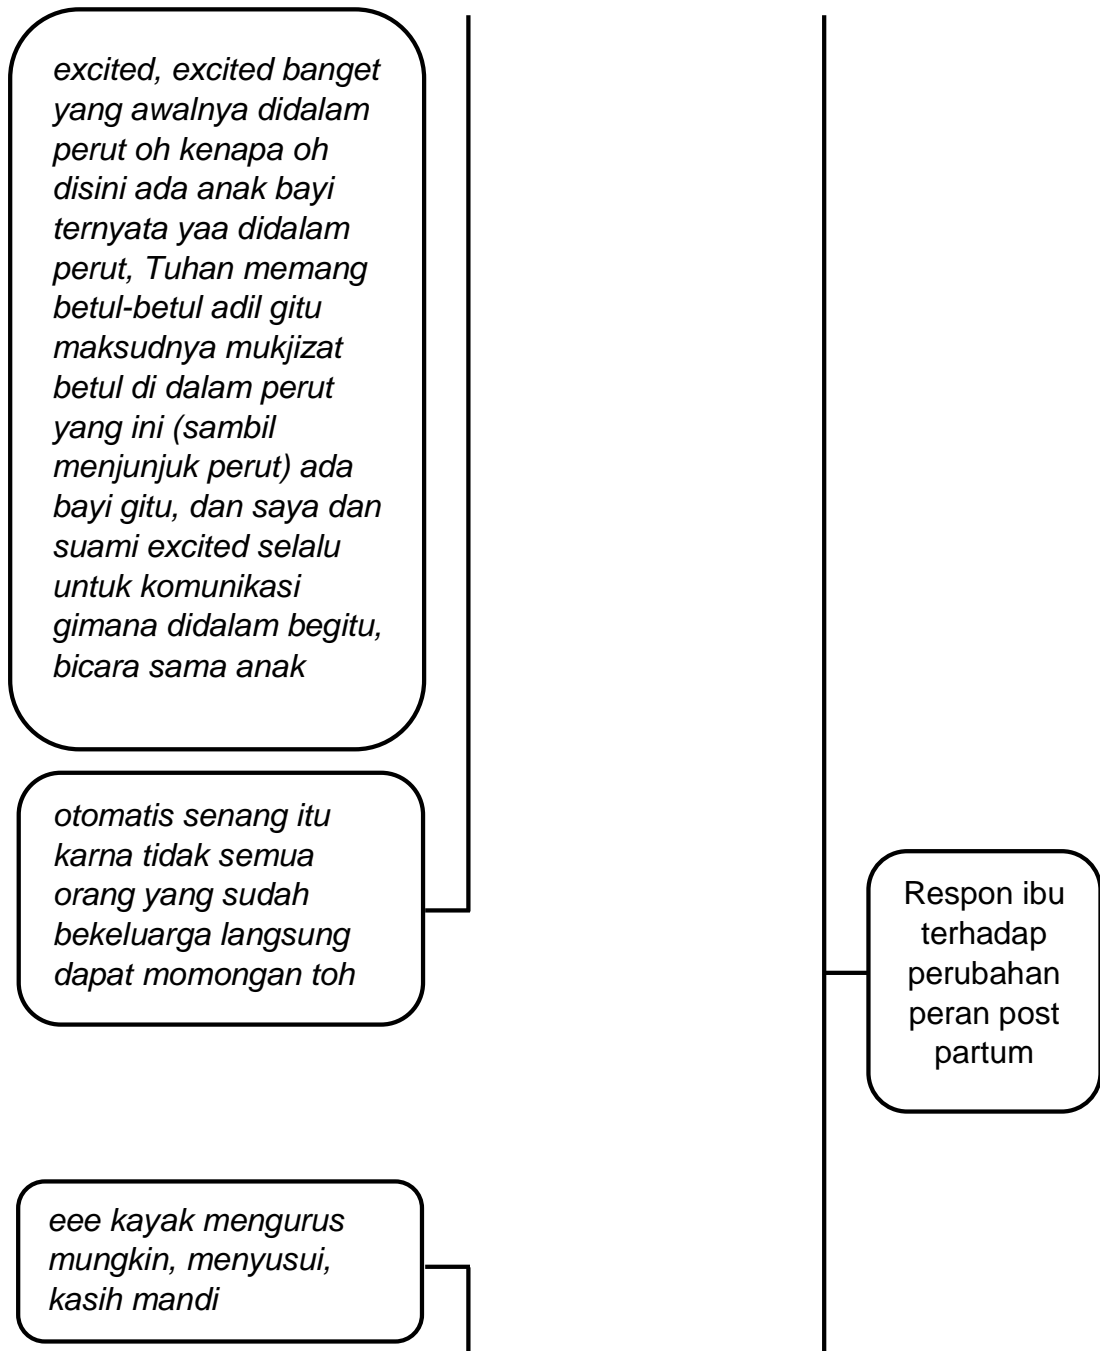 excited, excited banget
yang awalnya didalam
perut oh kenapa oh
disini ada anak bayi
ternyata yaa didalam
perut, Tuhan memang
betul-betul adil gitu
maksudnya mukjizat
betul di dalam perut
yang ini (sambil
menjunjuk perut) ada
bayi gitu, dan saya dan
suami excited selalu
untuk komunikasi
gimana didalam begitu,
bicara sama anak
otomatis senang itu
karna tidak semua
orang yang sudah
bekeluarga langsung
dapat momongan toh
Respon ibu
terhadap
perubahan
peran post
partum
eee kayak mengurus
mungkin, menyusui,
kasih mandi